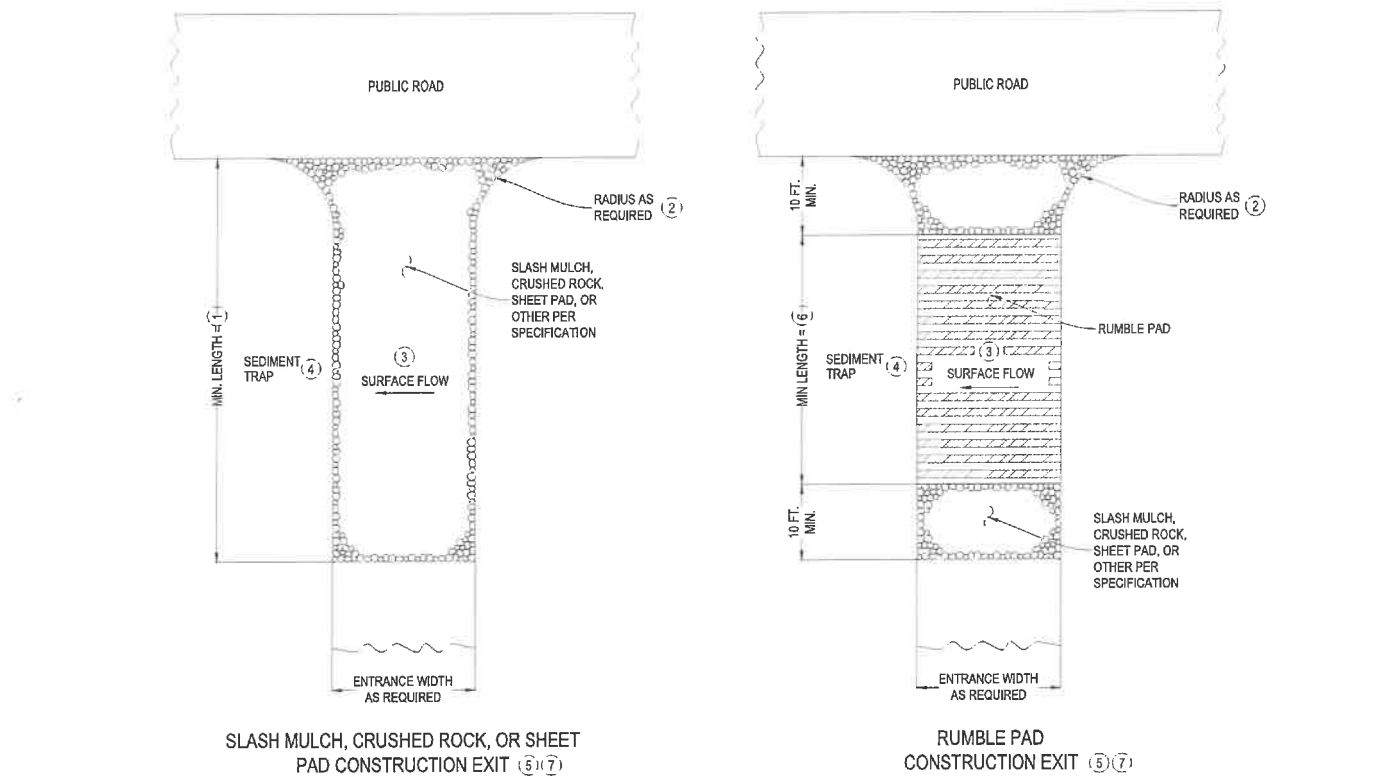 PUBLIC ROAD
RADIUS AS
REQUIRED ②
SLASH MULCH,
CRUSHED ROCK,
SHEET PAD, OR
OTHER PER
SPECIFICATION
MIN. LENGTH = ①
SEDIMENT
TRAP ④
③
SURFACE FLOW
ENTRANCE WIDTH
AS REQUIRED
SLASH MULCH, CRUSHED ROCK, OR SHEET
PAD CONSTRUCTION EXIT ⑤⑦
PUBLIC ROAD
10 FT.
MIN.
RADIUS AS
REQUIRED ②
MIN LENGTH = ⑥
RUMBLE PAD
SEDIMENT
TRAP ④
③
SURFACE FLOW
10 FT.
MIN.
SLASH MULCH,
CRUSHED ROCK,
SHEET PAD, OR
OTHER PER
SPECIFICATION
ENTRANCE WIDTH
AS REQUIRED
RUMBLE PAD
CONSTRUCTION EXIT ⑤⑦